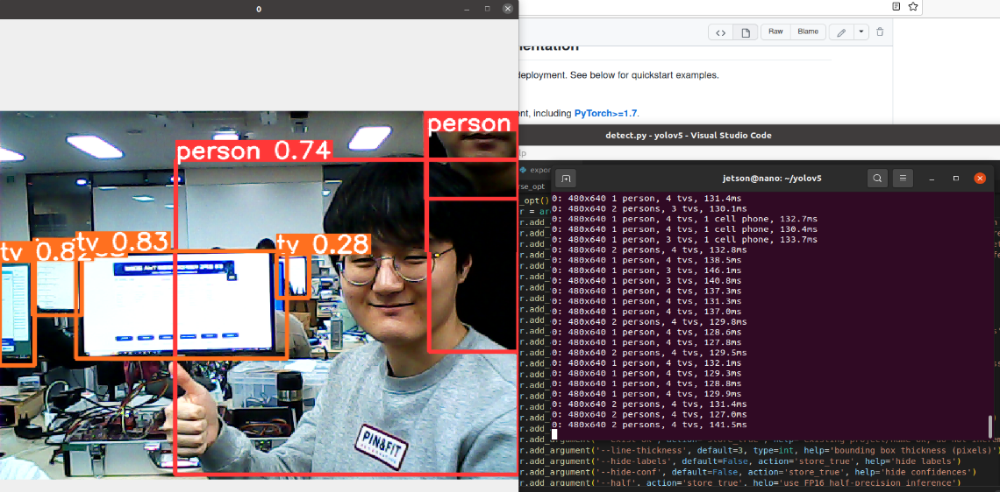 0
person
person 0.74
tv 0.82
tv 0.83
tv 0.28
PIN&FIT
Raw
Blame
entation
deployment. See below for quickstart examples.
ent, including PyTorch>=1.7.
detect.py - yolov5 - Visual Studio Code
lp
expor
rse_opt
_opt()
r = ar
r.add_
jetson@nano: ~/yolov5
0: 480x640 1 person, 4 tvs, 131.4ms
0: 480x640 2 persons, 3 tvs, 130.1ms
0: 480x640 1 person, 4 tvs, 1 cell phone, 132.7ms
0: 480x640 1 person, 4 tvs, 1 cell phone, 130.4ms
0: 480x640 1 person, 3 tvs, 1 cell phone, 133.7ms
0: 480x640 2 persons, 4 tvs, 132.8ms
0: 480x640 1 person, 4 tvs, 138.5ms
0: 480x640 1 person, 3 tvs, 146.1ms
0: 480x640 1 person, 3 tvs, 140.8ms
0: 480x640 1 person, 4 tvs, 137.3ms
0: 480x640 1 person, 4 tvs, 131.3ms
0: 480x640 1 person, 4 tvs, 137.0ms
0: 480x640 2 persons, 4 tvs, 129.8ms
0: 480x640 1 person, 4 tvs, 128.6ms
0: 480x640 1 person, 4 tvs, 127.8ms
0: 480x640 2 persons, 4 tvs, 129.5ms
0: 480x640 1 person, 4 tvs, 132.1ms
0: 480x640 1 person, 4 tvs, 129.3ms
0: 480x640 1 person, 4 tvs, 128.8ms
0: 480x640 1 person, 4 tvs, 129.9ms
0: 480x640 2 persons, 4 tvs, 131.4ms
0: 480x640 2 persons, 4 tvs, 127.0ms
0: 480x640 2 persons, 4 tvs, 141.5ms
r.add_argument('--line-thickness', default=3, type=int, help='bounding box thickness (pixels)')
r.add_argument('--hide-labels', default=False, action='store_true', help='hide labels')
r.add_argument('--hide-conf', default=False, action='store_true', help='hide confidences')
r.add_argument('--half', action='store_true', help='use FP16 half-precision inference')